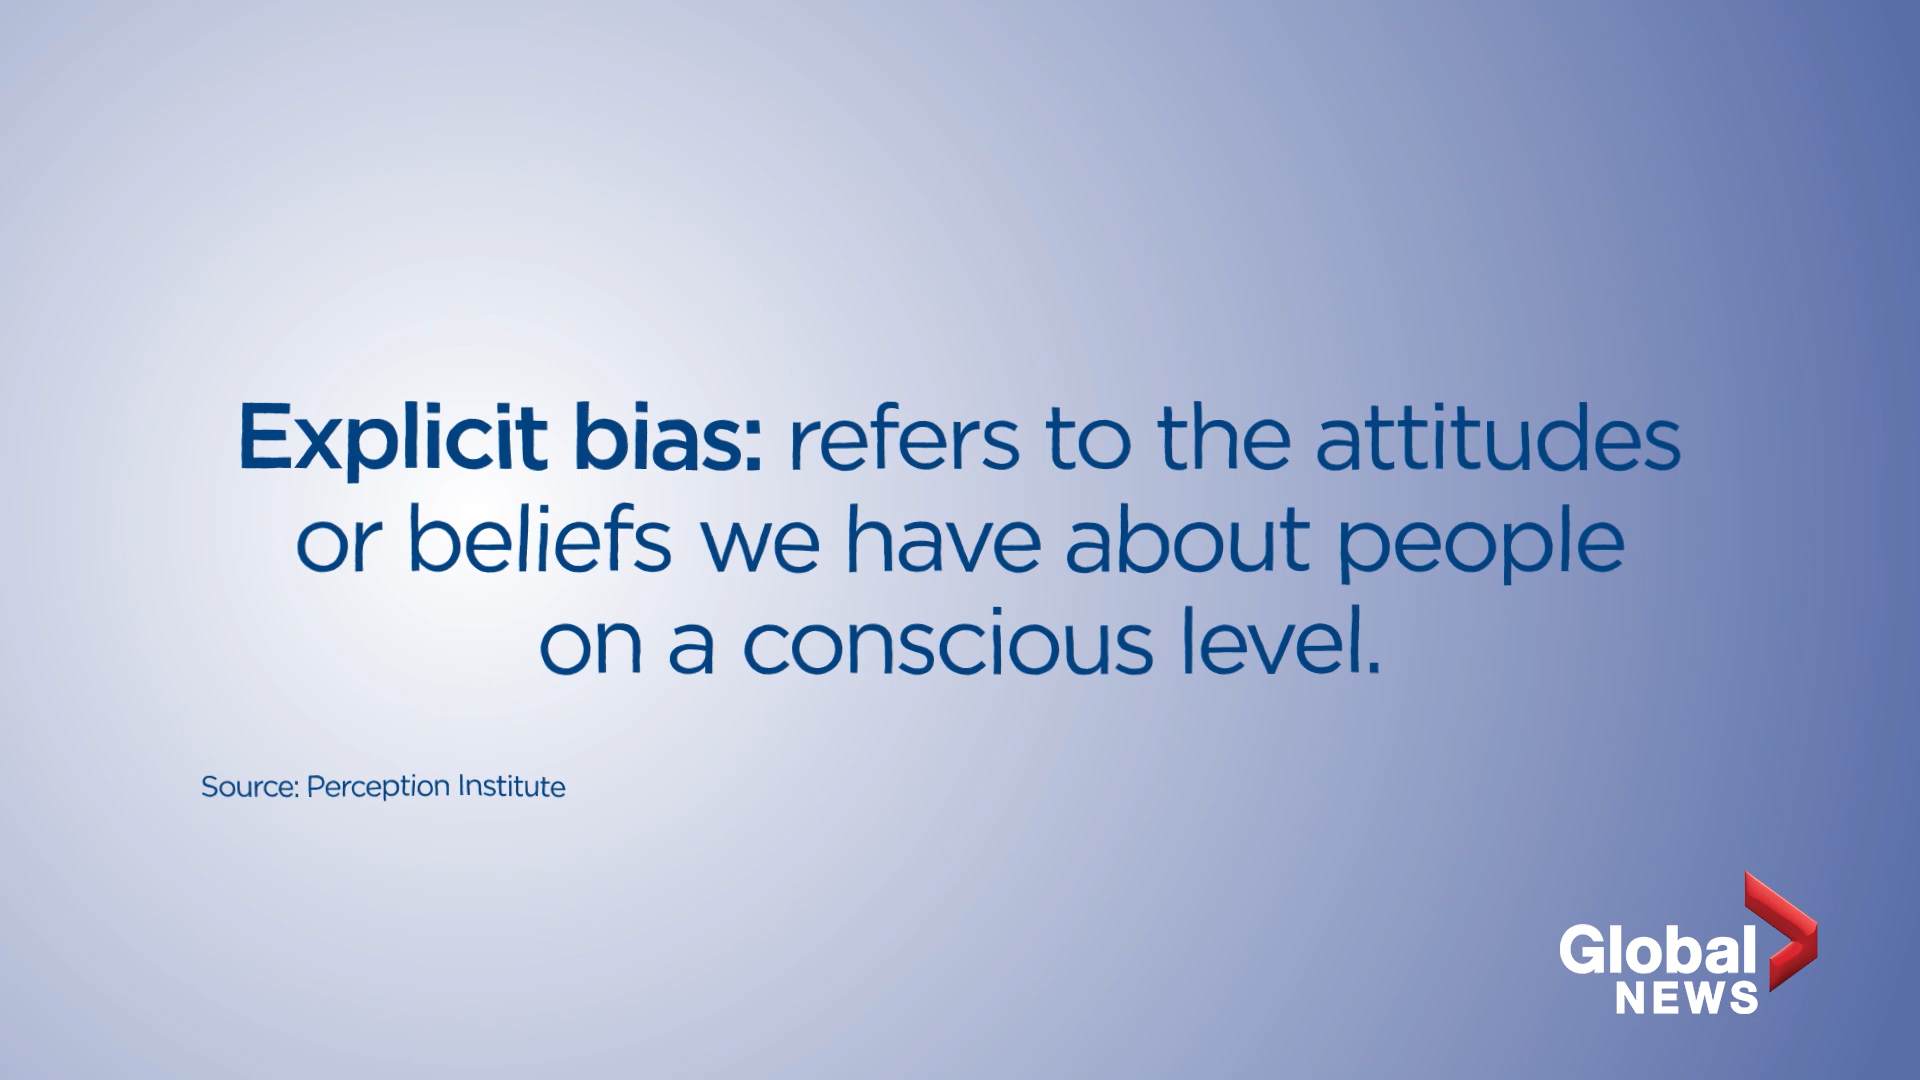 Explicit bias: refers to the attitudes
or beliefs we have about people
on a conscious level.
Source: Perception Institute
Global
NEWS